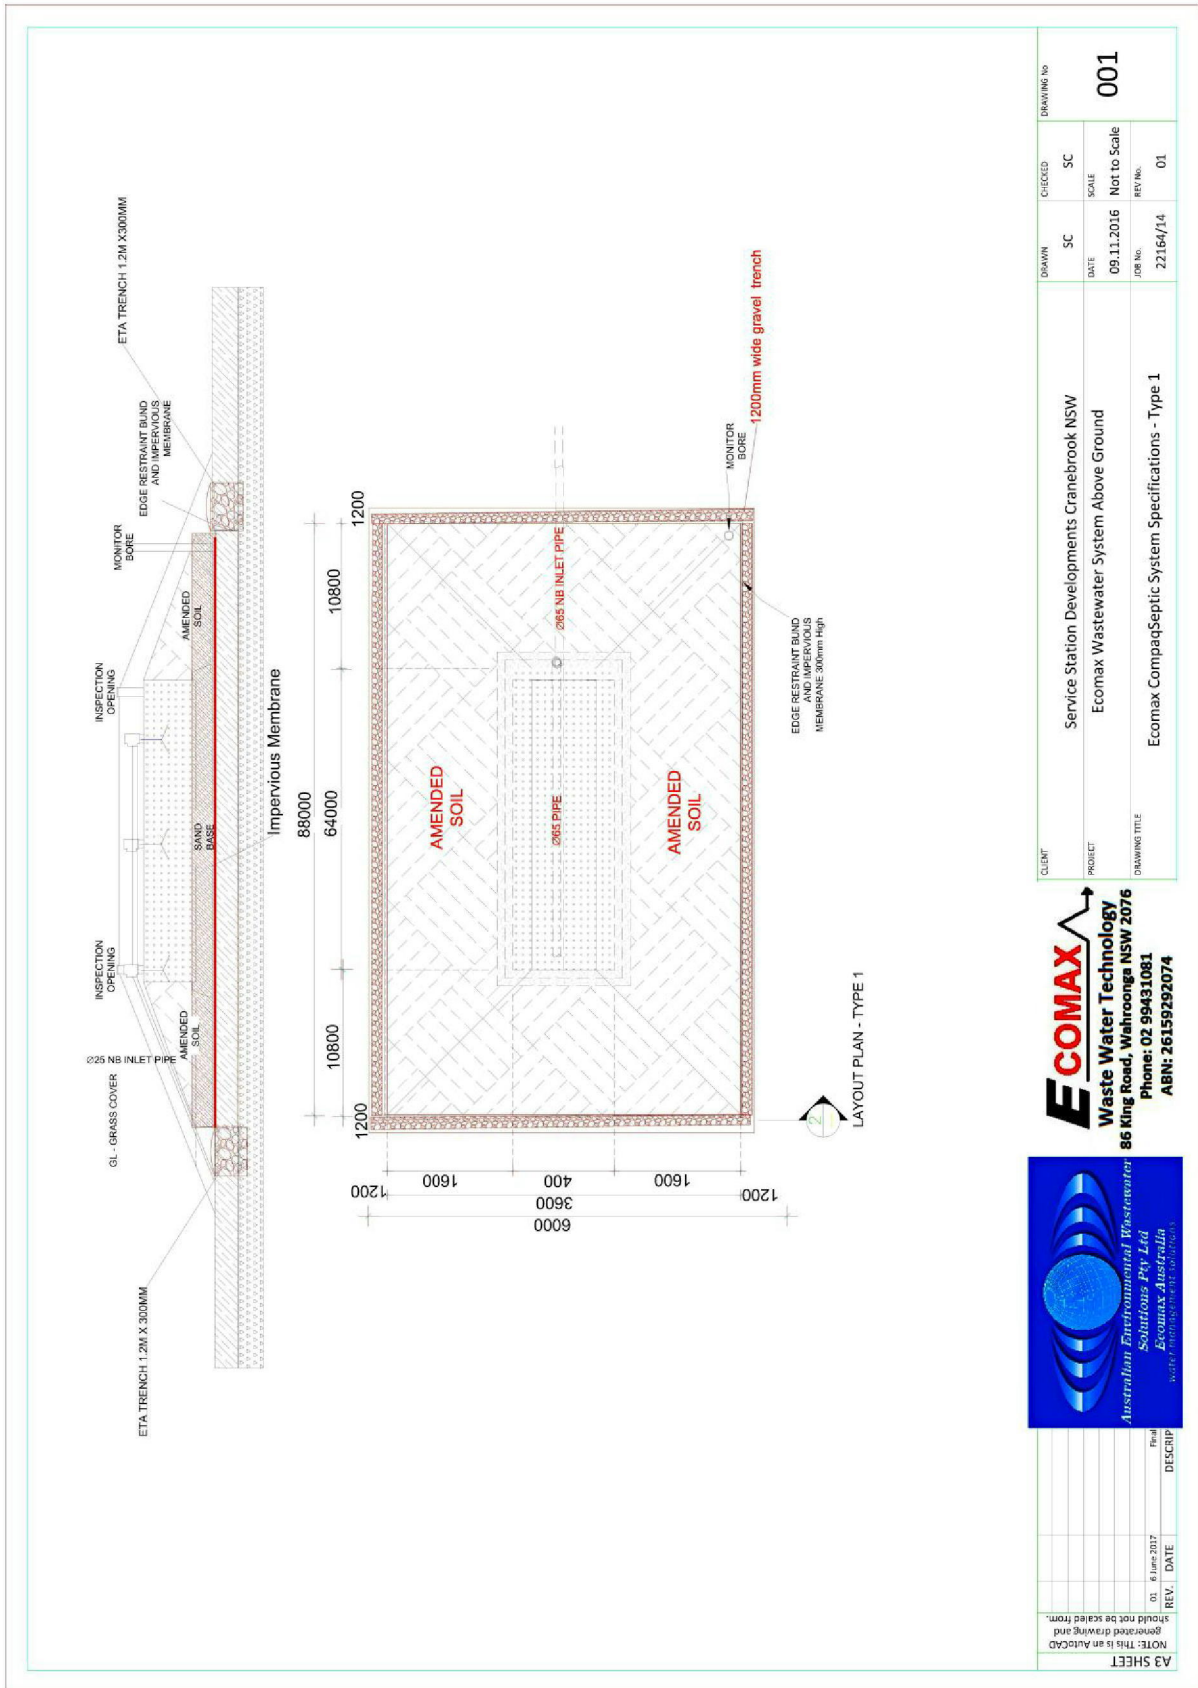 ETA TRENCH 1.2M X 300MM
GL - GRASS COVER
Ø25 NB INLET PIPE
AMENDED
SOIL
INSPECTION
OPENING
SAND
BASE
INSPECTION
OPENING
AMENDED
SOIL
MONITOR
BORE
EDGE RESTRAINT BUND
AND IMPERVIOUS
MEMBRANE
ETA TRENCH 1.2M X300MM
Impervious Membrane
88000
1200
10800
64000
10800
1200
AMENDED
SOIL
Ø65 PIPE
Ø65 NB INLET PIPE
AMENDED
SOIL
1200
1600
400
1600
1200
3600
6000
MONITOR
BORE
1200mm wide gravel trench
EDGE RESTRAINT BUND
AND IMPERVIOUS
MEMBRANE 300mm High
2
LAYOUT PLAN - TYPE 1
A3 SHEET
NOTE: This is an AutoCAD
generated drawing and
should not be scaled from.
01 6 June 2017 Final
REV. DATE DESCRIP
Australian Environmental Wastewater
Solutions Pty Ltd
Ecomax Australia
water management solutions
ECOMAX
Waste Water Technology
86 King Road, Wahroonga NSW 2076
Phone: 02 99431081
ABN: 26159292074
CLIENT
Service Station Developments Cranebrook NSW
PROJECT
Ecomax Wastewater System Above Ground
DRAWING TITLE
Ecomax CompaqSeptic System Specifications - Type 1
DRAWN
SC
CHECKED
SC
DATE
09.11.2016
SCALE
Not to Scale
JOB No.
22164/14
REV No.
01
DRAWING No
001